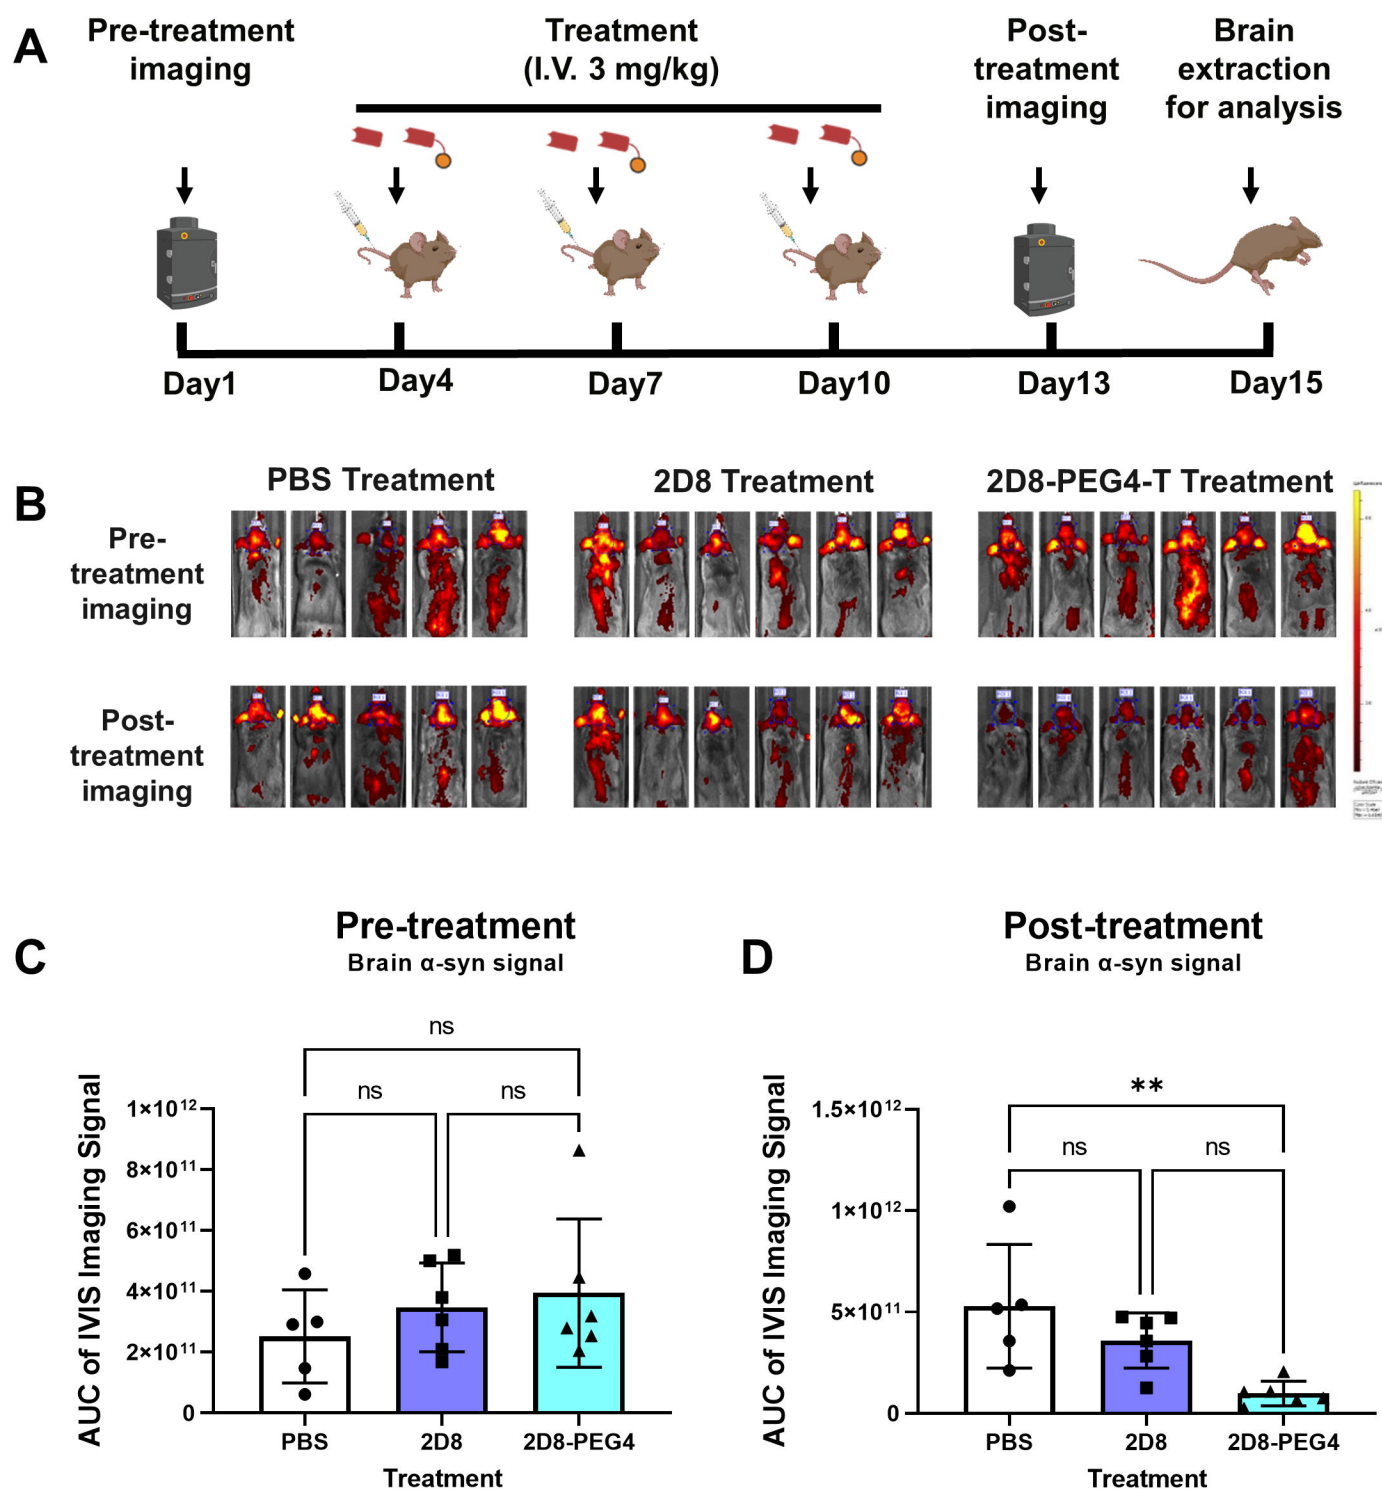 A
Pre-treatment
imaging
Treatment
(I.V. 3 mg/kg)
Post-
treatment
imaging
Brain
extraction
for analysis
Day1
Day4
Day7
Day10
Day13
Day15
B
PBS Treatment
2D8 Treatment
2D8-PEG4-T Treatment
Pre-
treatment
imaging
Post-
treatment
imaging
C
Pre-treatment
Brain α-syn signal
ns
ns
ns
AUC of IVIS Imaging Signal
1×10¹²
8×10¹¹
6×10¹¹
4×10¹¹
2×10¹¹
0
PBS
2D8
2D8-PEG4
Treatment
D
Post-treatment
Brain α-syn signal
**
ns
ns
AUC of IVIS Imaging Signal
1.5×10¹²
1×10¹²
5×10¹¹
0
PBS
2D8
2D8-PEG4
Treatment